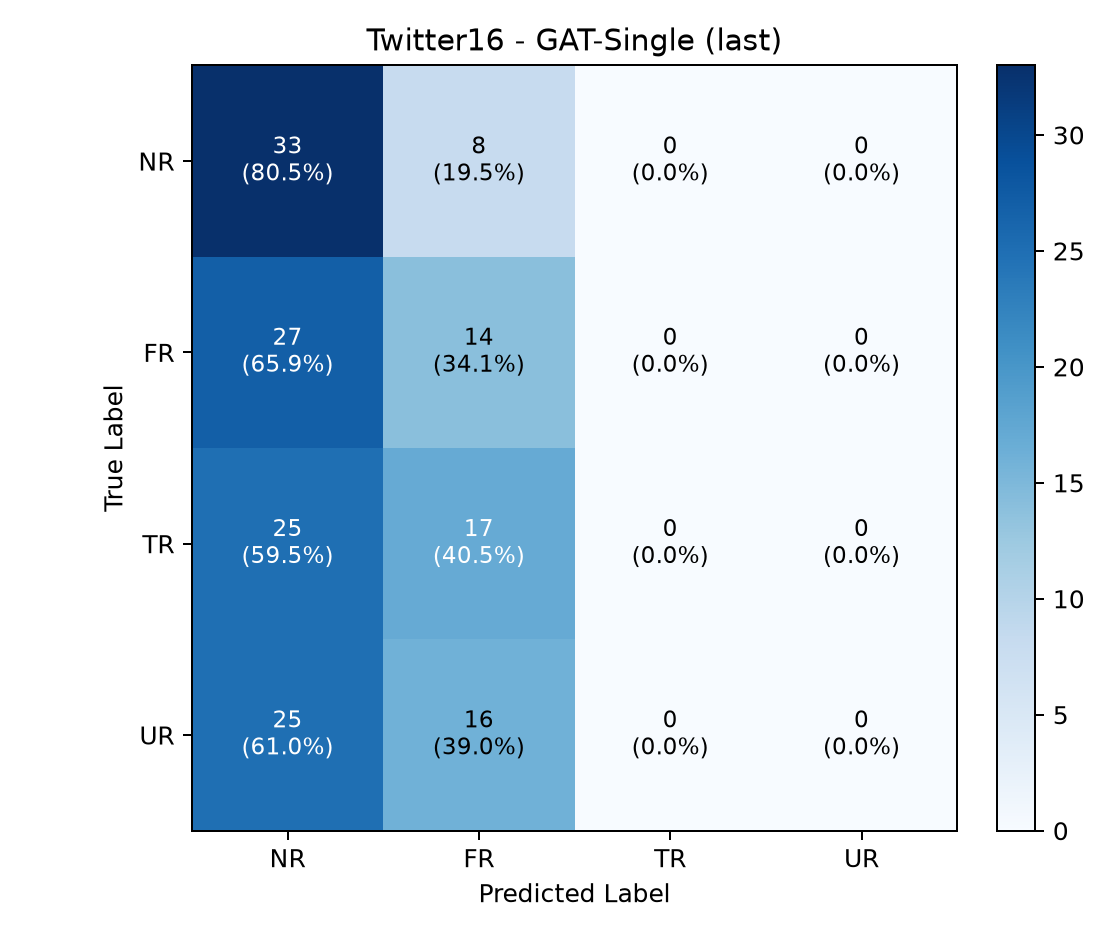 Twitter16 - GAT-Single (last)
NR 33 8 0 0
(80.5%) (19.5%) (0.0%) (0.0%)
FR 27 14 0 0
(65.9%) (34.1%) (0.0%) (0.0%)
TR 25 17 0 0
(59.5%) (40.5%) (0.0%) (0.0%)
UR 25 16 0 0
(61.0%) (39.0%) (0.0%) (0.0%)
NR FR TR UR
Predicted Label
True Label
30
25
20
15
10
5
0